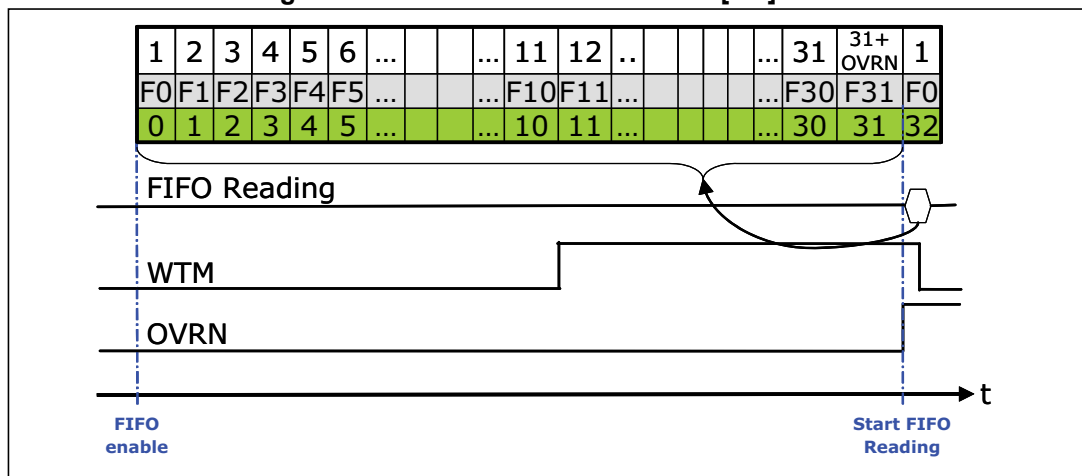 1 2 3 4 5 6 ... ... 11 12 .. ... 31 31+ OVRN 1
F0 F1 F2 F3 F4 F5 ... ... F10 F11 ... ... F30 F31 F0
0 1 2 3 4 5 ... ... 10 11 ... ... 30 31 32
FIFO Reading
WTM
OVRN
t
FIFO
enable
Start FIFO
Reading